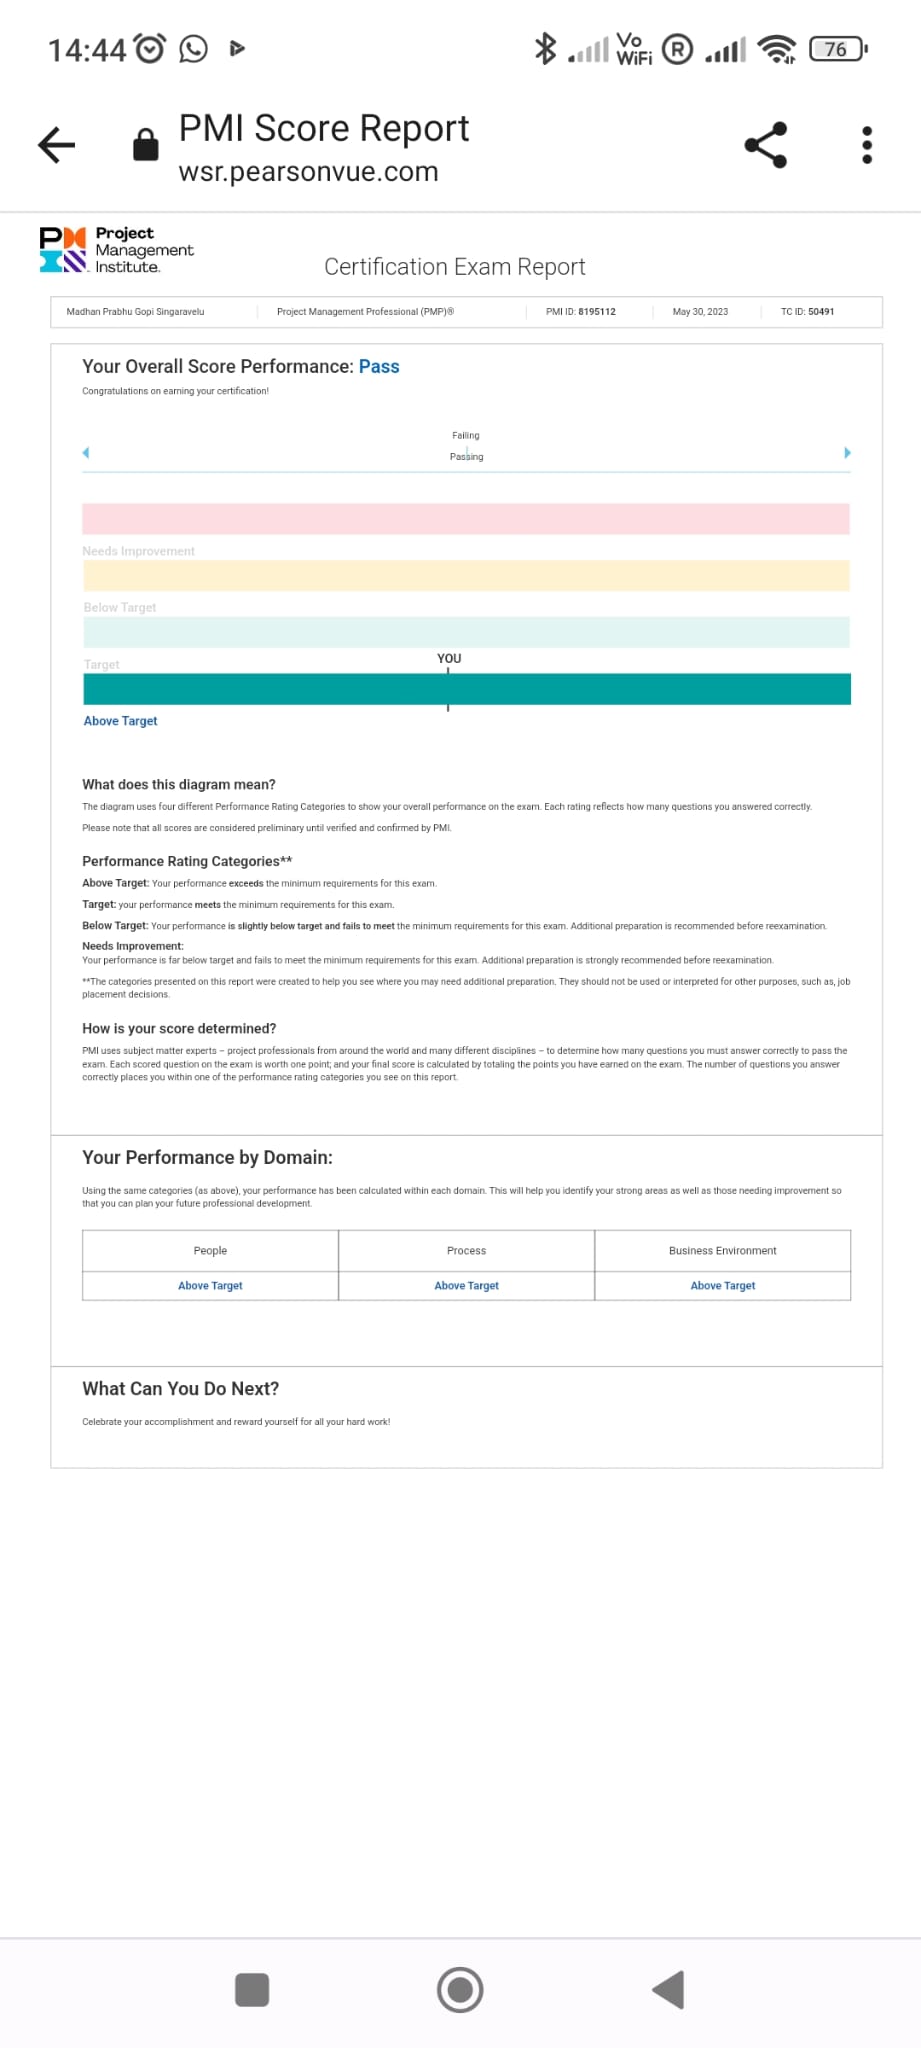 14:44
Vo
WiFi
R
76
PMI Score Report
wsr.pearsonvue.com
Project
Management
Institute.
Certification Exam Report
Madhan Prabhu Gopi Singaravelu Project Management Professional (PMP)® PMI ID: 8195112 May 30, 2023 TC ID: 50491
Your Overall Score Performance: Pass
Congratulations on earning your certification!
Failing
Passing
Needs Improvement
Below Target
Target
YOU
Above Target
What does this diagram mean?
The diagram uses four different Performance Rating Categories to show your overall performance on the exam. Each rating reflects how many questions you answered correctly.
Please note that all scores are considered preliminary until verified and confirmed by PMI.
Performance Rating Categories**
Above Target: Your performance exceeds the minimum requirements for this exam.
Target: your performance meets the minimum requirements for this exam.
Below Target: Your performance is slightly below target and fails to meet the minimum requirements for this exam. Additional preparation is recommended before reexamination.
Needs Improvement:
Your performance is far below target and fails to meet the minimum requirements for this exam. Additional preparation is strongly recommended before reexamination.
**The categories presented on this report were created to help you see where you may need additional preparation. They should not be used or interpreted for other purposes, such as, job
placement decisions.
How is your score determined?
PMI uses subject matter experts – project professionals from around the world and many different disciplines – to determine how many questions you must answer correctly to pass the
exam. Each scored question on the exam is worth one point; and your final score is calculated by totaling the points you have earned on the exam. The number of questions you answer
correctly places you within one of the performance rating categories you see on this report.
Your Performance by Domain:
Using the same categories (as above), your performance has been calculated within each domain. This will help you identify your strong areas as well as those needing improvement so
that you can plan your future professional development.
People Process Business Environment
Above Target Above Target Above Target
What Can You Do Next?
Celebrate your accomplishment and reward yourself for all your hard work!